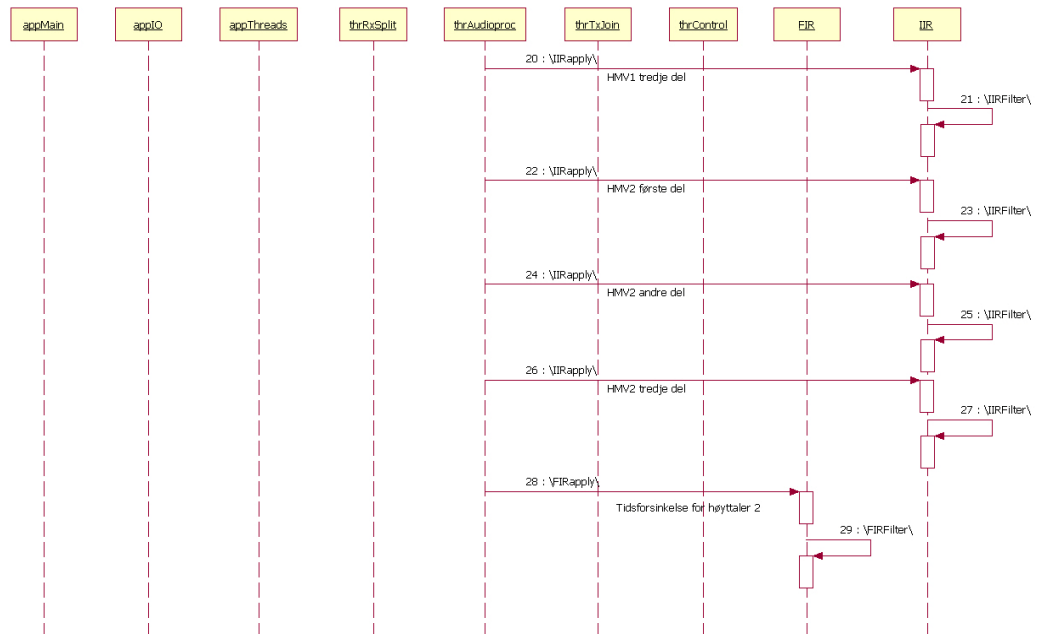 appMain
appIO
appThreads
thrRxSplit
thrAudioproc
thrTxJoin
thrControl
FIR
IIR
20 : \IIRapply\
HMV1 tredje del
21 : \IIRFilter\
22 : \IIRapply\
HMV2 første del
23 : \IIRFilter\
24 : \IIRapply\
HMV2 andre del
25 : \IIRFilter\
26 : \IIRapply\
HMV2 tredje del
27 : \IIRFilter\
28 : \FIRapply\
Tidsforsinkelse for høyttaler 2
29 : \FIRFilter\